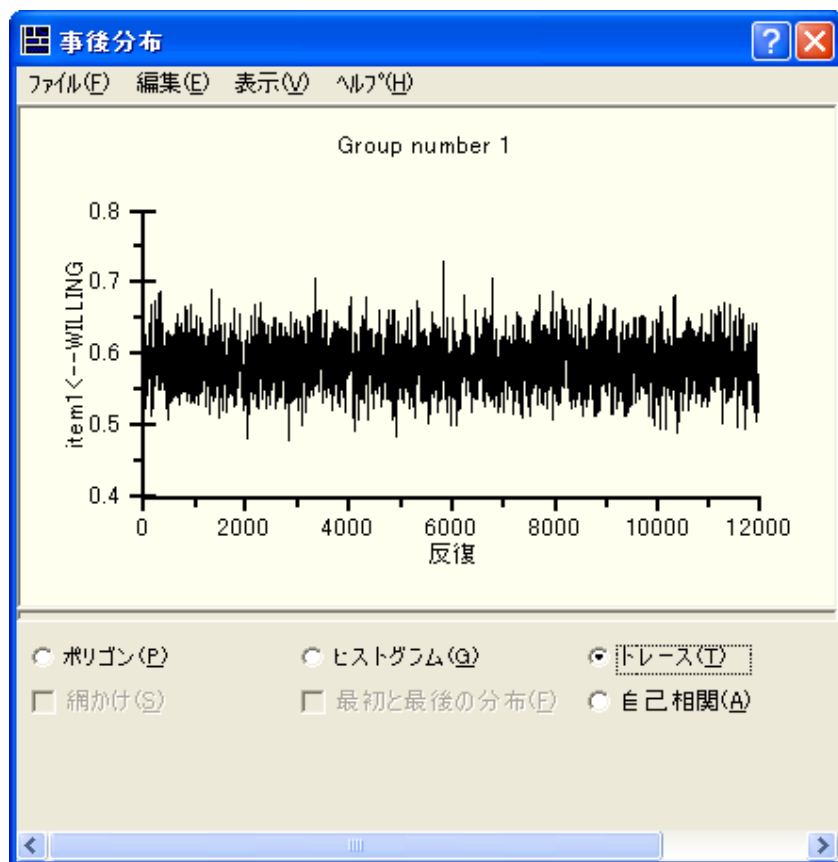 事後分布
ファイル(F) 編集(E) 表示(V) ヘルプ(H)
Group number 1
item1<--WILLING
0.8
0.7
0.6
0.5
0.4
0 2000 4000 6000 8000 10000 12000
反復
ポリゴン(P) ヒストグラム(G) トレース(T)
網かけ(S) 最初と最後の分布(F) 自己相関(A)